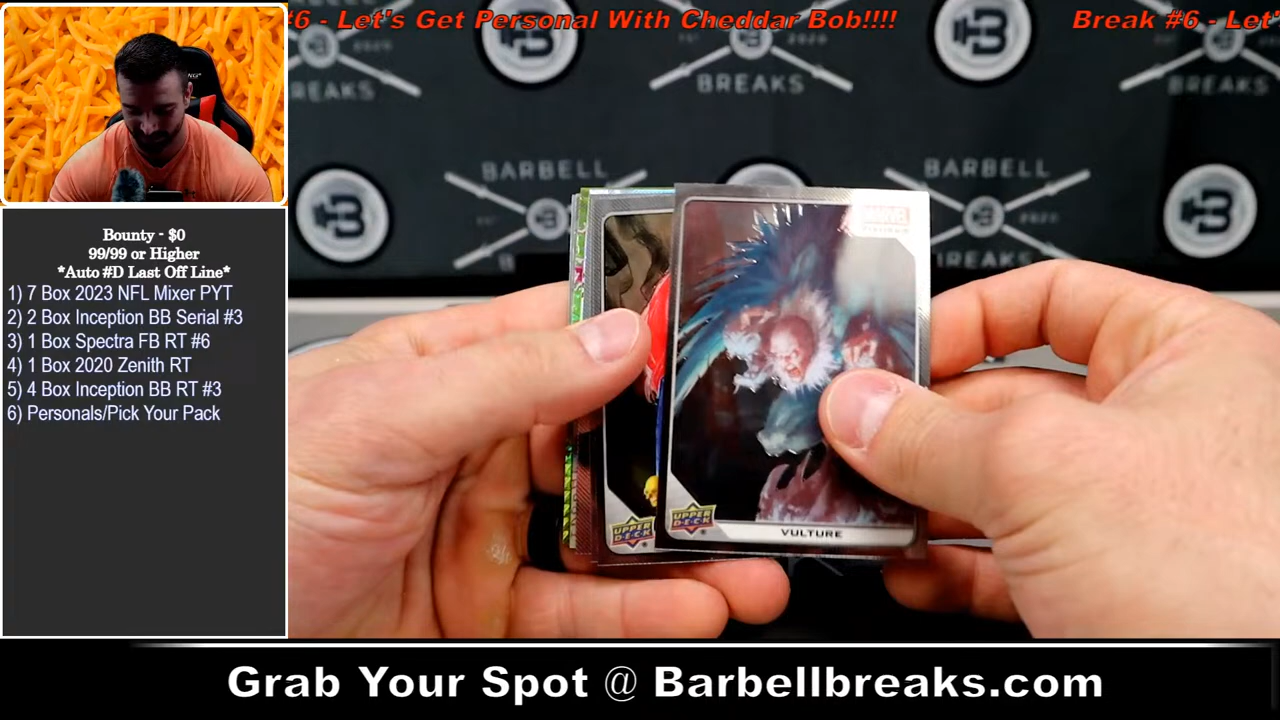 #6 - Let's Get Personal With Cheddar Bob!!!!
Break #6 - Let'
BREAKS
BREAKS
BREAKS
BARBELL
BARBELL
BREAKS
Bounty - $0
99/99 or Higher
*Auto #D Last Off Line*
1) 7 Box 2023 NFL Mixer PYT
2) 2 Box Inception BB Serial #3
3) 1 Box Spectra FB RT #6
4) 1 Box 2020 Zenith RT
5) 4 Box Inception BB RT #3
6) Personals/Pick Your Pack
MARVEL
PLATINUM
UPPER DECK
UPPER DECK
VULTURE
Grab Your Spot @ Barbellbreaks.com